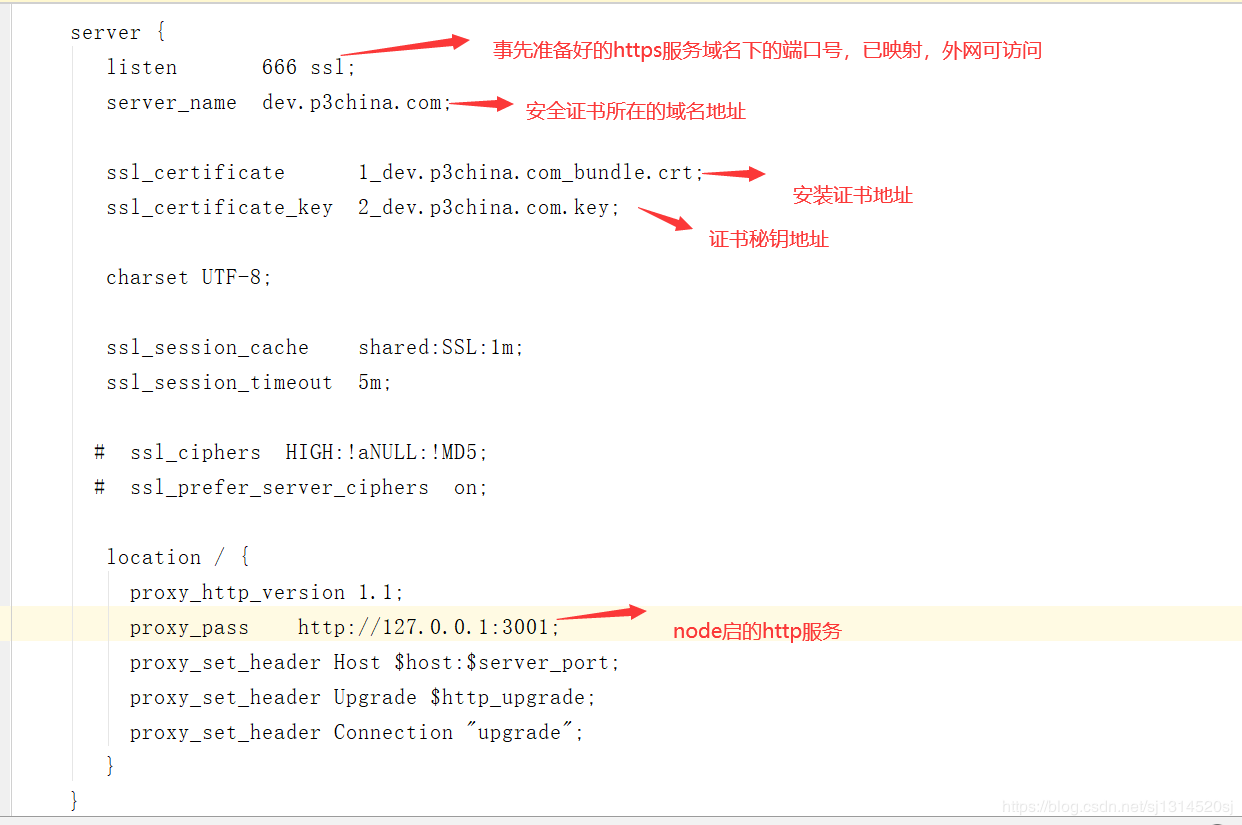 server {
listen 666 ssl;
事先准备好的https服务域名下的端口号，已映射，外网可访问
server_name dev.p3china.com;
安全证书所在的域名地址
ssl_certificate 1_dev.p3china.com_bundle.crt;
安装证书地址
ssl_certificate_key 2_dev.p3china.com.key;
证书秘钥地址
charset UTF-8;
ssl_session_cache shared:SSL:1m;
ssl_session_timeout 5m;
# ssl_ciphers HIGH:!aNULL:!MD5;
# ssl_prefer_server_ciphers on;
location / {
proxy_http_version 1.1;
proxy_pass http://127.0.0.1:3001;
node启的http服务
proxy_set_header Host $host:$server_port;
proxy_set_header Upgrade $http_upgrade;
proxy_set_header Connection "upgrade";
}
}
https://blog.csdn.net/sj1314520sj